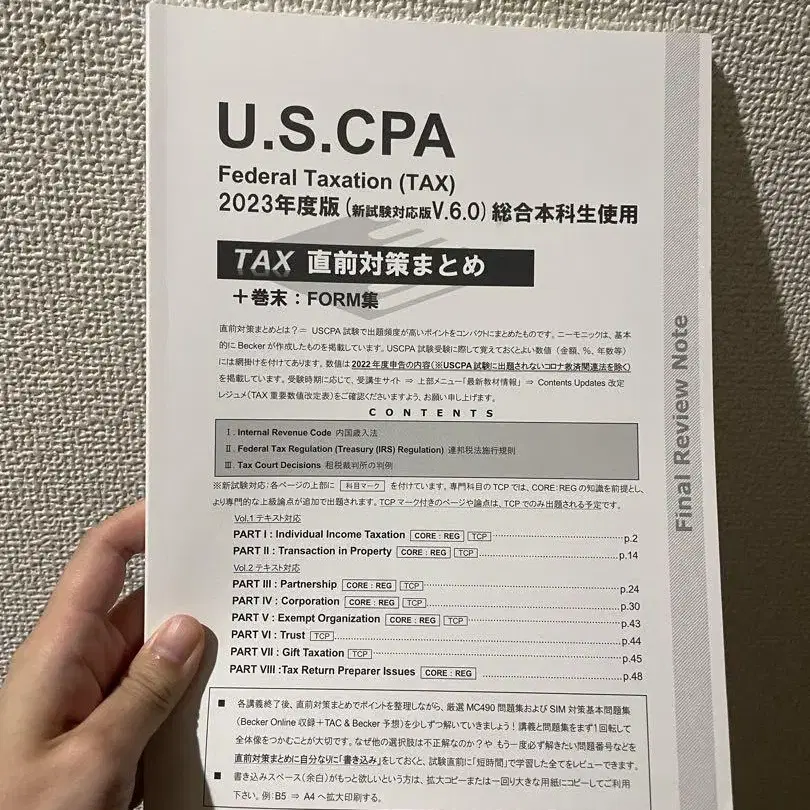 U.S.CPA
Federal Taxation (TAX)
2023年度版(新試験対応版V.6.0) 総合本科生使用
TAX 直前対策まとめ
＋巻末：FORM集
直前対策まとめとは？＝ USCPA 試験で出題頻度が高いポイントをコンパクトにまとめたものです。ニーモニックは、基本
的に Becker が作成したものを掲載しています。USCPA 試験受験に際して覚えておくとよい数値（金額、%、年数等）
には網掛けを付けてあります。数値は2022年度申告の内容(※USCPA試験に出題されないコロナ救済関連法を除く)
を掲載しています。受験時期に応じて、受講生サイト ⇒ 上部メニュー「最新教材情報」 ⇒ Contents Updates 改定
レジュメ(TAX 重要数値改定表)をご確認くださいますよう、お願い申し上げます。
CONTENTS
Ⅰ. Internal Revenue Code 内国歳入法
Ⅱ. Federal Tax Regulation (Treasury (IRS) Regulation) 連邦税法施行規則
Ⅲ. Tax Court Decisions 租税裁判所の判例
※新試験対応：各ページの上部に 科目マーク を付けています。専門科目のTCPでは、CORE：REG の知識を前提とし、
より専門的な上級論点が追加で出題されます。TCPマーク付きのページや論点は、TCPでのみ出題される予定です。
Vol.1 テキスト対応
PART I : Individual Income Taxation CORE：REG TCP p.2
PART II : Transaction in Property CORE：REG TCP p.14
Vol.2 テキスト対応
PART III : Partnership CORE：REG TCP p.24
PART IV : Corporation CORE：REG TCP p.30
PART V : Exempt Organization CORE：REG TCP p.43
PART VI : Trust TCP p.44
PART VII : Gift Taxation TCP p.45
PART VIII :Tax Return Preparer Issues CORE：REG p.48
■ 各講義終了後、直前対策まとめでポイントを整理しながら、厳選 MC490 問題集および SIM 対策基本問題集
(Becker Online 収録＋TAC & Becker 予想)を少しずつ解いていきましょう！講義と問題集をまず1回転して
全体像をつかむことが大切です。なぜ他の選択肢は不正解なのか？や もう一度必ず解きたい問題番号などを
直前対策まとめに自分なりに「書き込み」をしておくと、試験直前に「短時間」で学習した全てをレビューできます。
■ 書き込みスペース(余白)がもっと欲しいという方は、拡大コピーまたは一回り大きな用紙にコピーしてご利用
下さい。例：B5 ⇒ A4 へ拡大印刷する。
Final Review Note